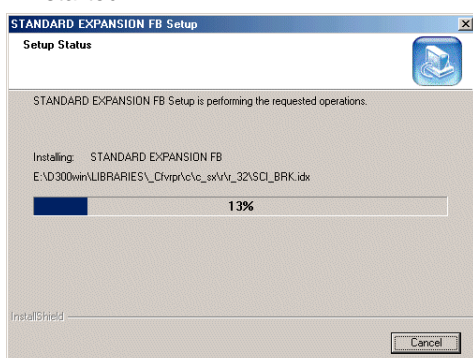 STANDARD EXPANSION FB Setup
Setup Status
STANDARD EXPANSION FB Setup is performing the requested operations.
Installing: STANDARD EXPANSION FB
E:\D300win\LIBRARIES\_Cfvrpr\c\c_sx\r\r_32\SCI_BRK.idx
13%
InstallShield
Cancel